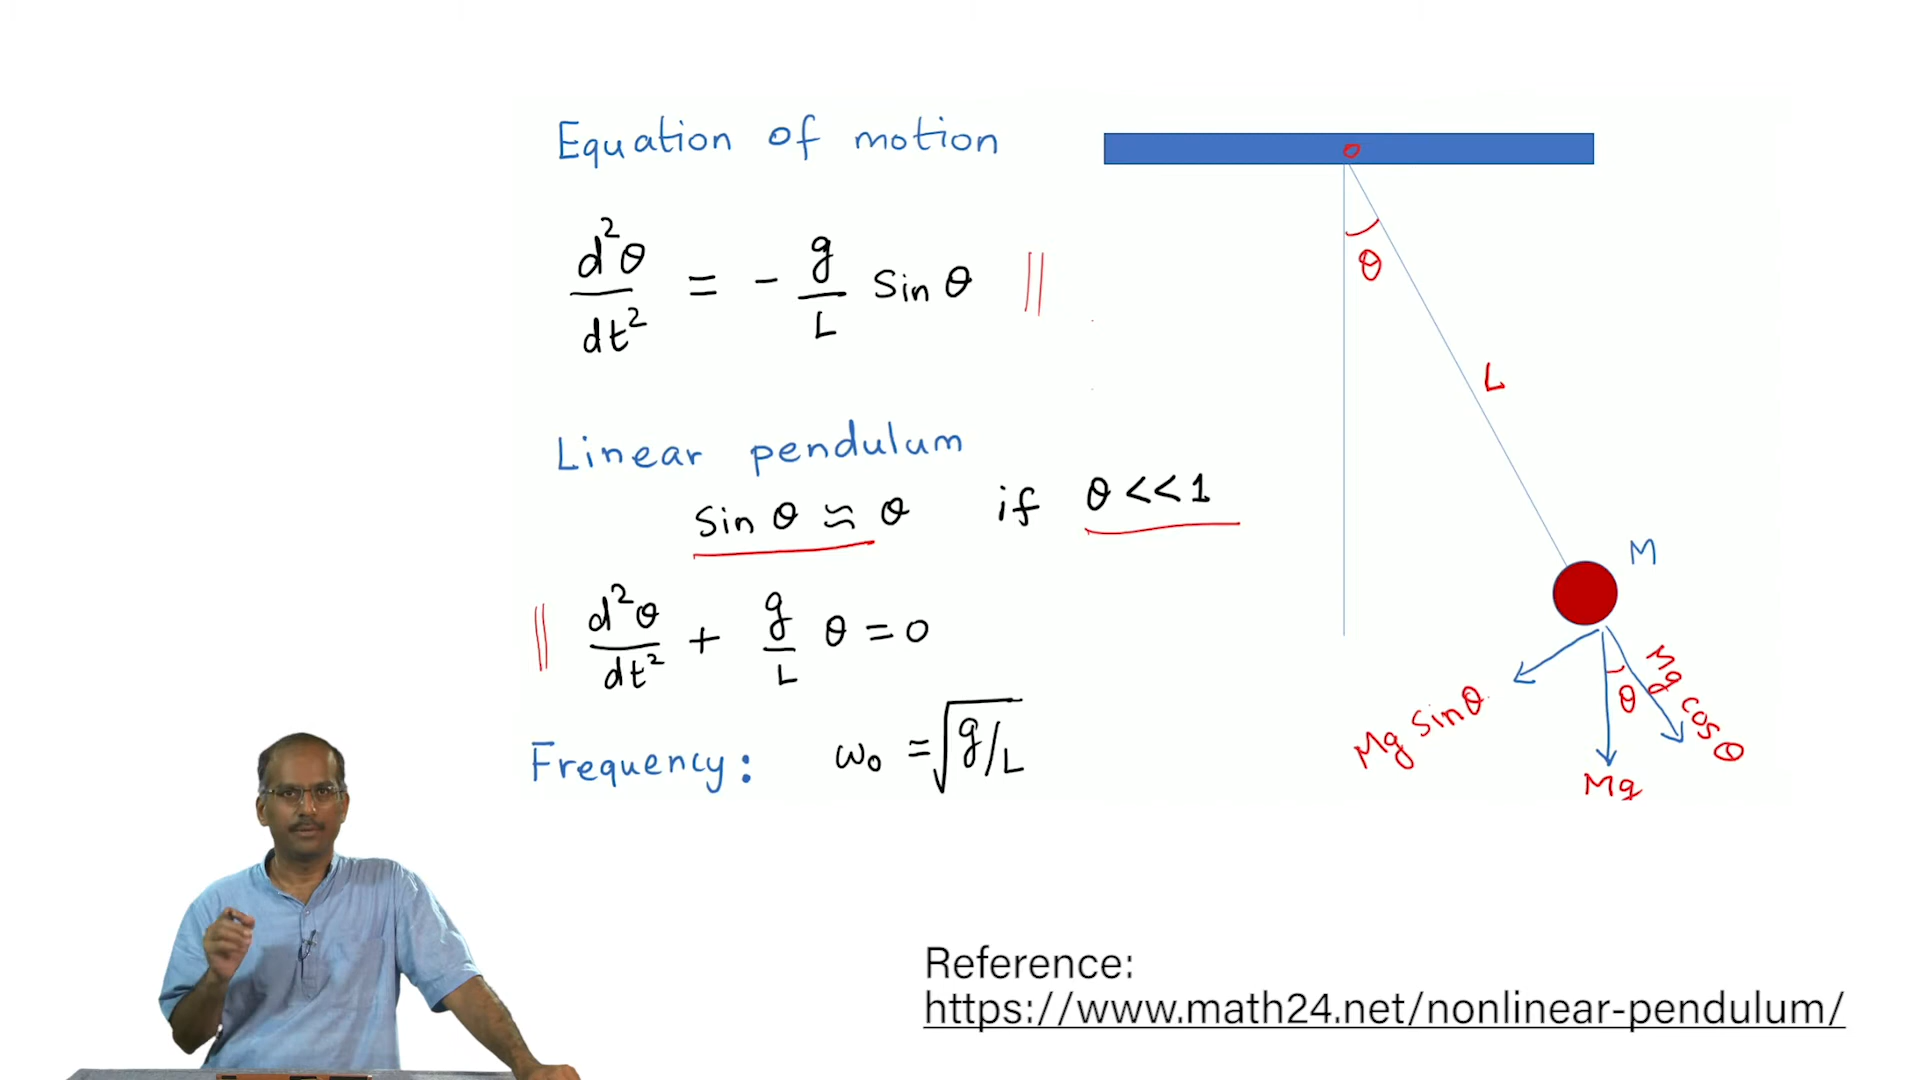 Equation of motion
d²θ/dt² = - g/L Sin θ
Linear pendulum
Sin θ ≈ θ if θ << 1
d²θ/dt² + g/L θ = 0
Frequency: ω₀ = √g/L
O
θ
L
M
Mg Sinθ
θ
Mg cos θ
Mg
Reference:
https://www.math24.net/nonlinear-pendulum/